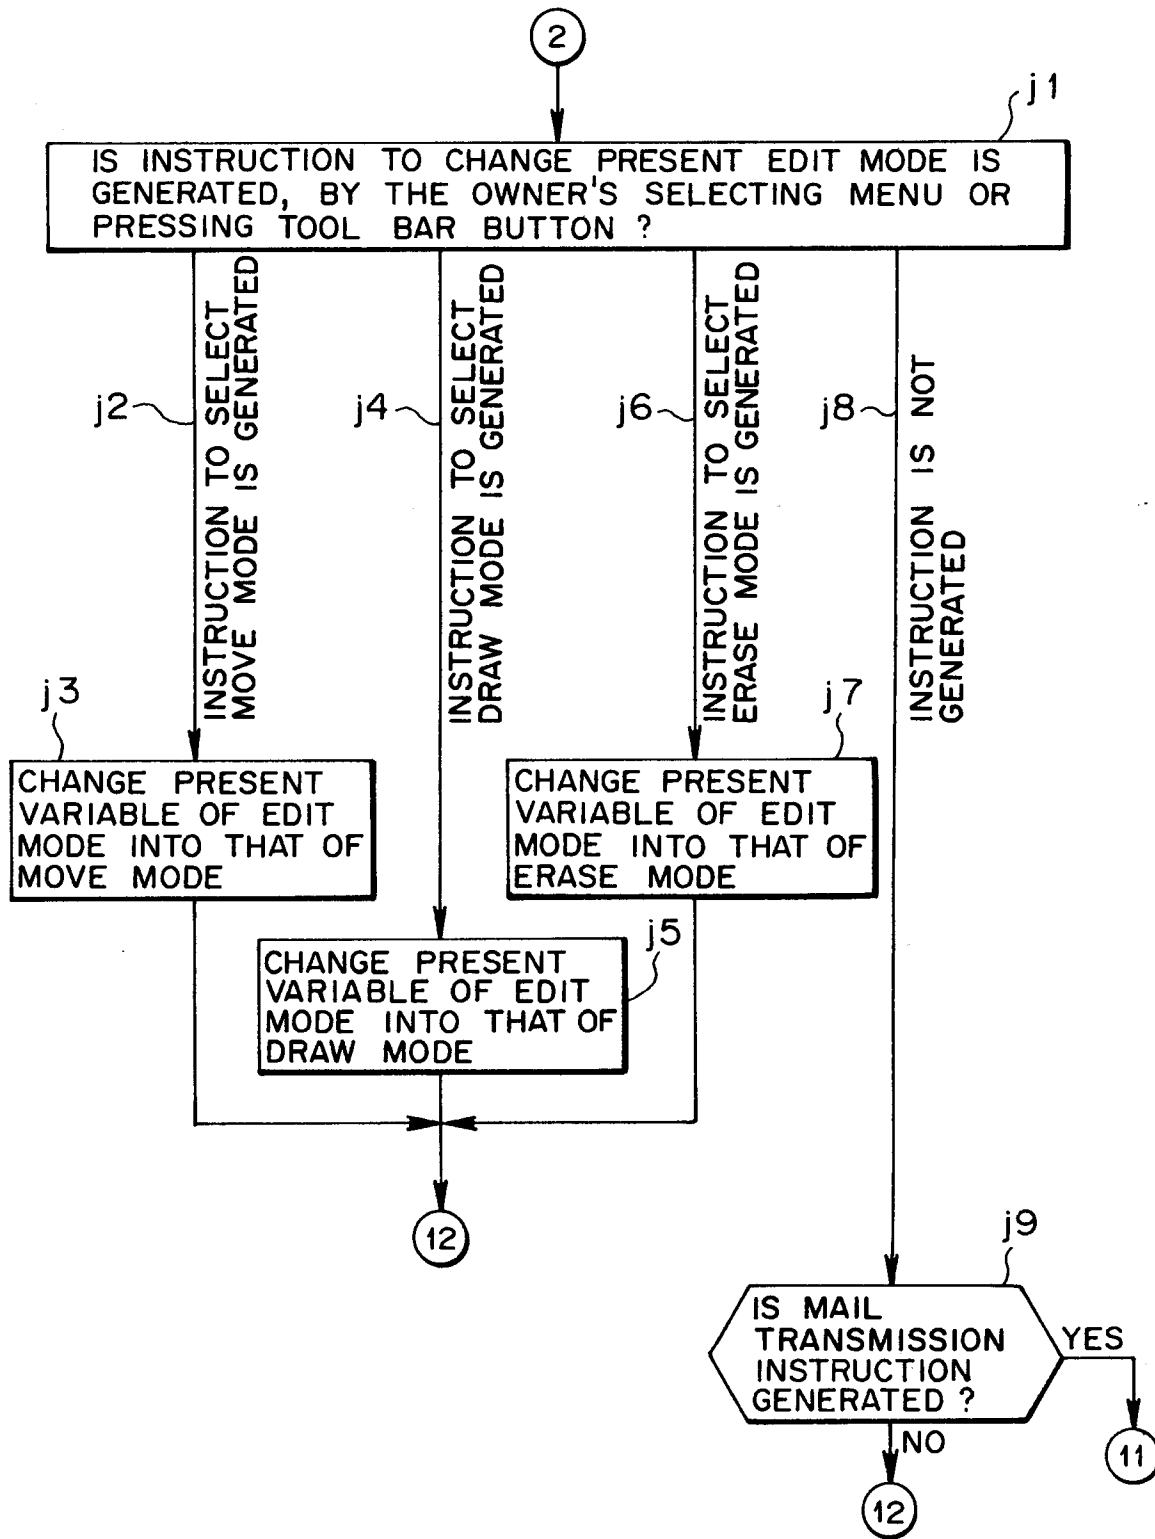 2
j1
IS INSTRUCTION TO CHANGE PRESENT EDIT MODE IS
GENERATED, BY THE OWNER'S SELECTING MENU OR
PRESSING TOOL BAR BUTTON ?
j2
INSTRUCTION TO SELECT
MOVE MODE IS GENERATED
j4
INSTRUCTION TO SELECT
DRAW MODE IS GENERATED
j6
INSTRUCTION TO SELECT
ERASE MODE IS GENERATED
j8
INSTRUCTION IS NOT
GENERATED
j3
CHANGE PRESENT
VARIABLE OF EDIT
MODE INTO THAT OF
MOVE MODE
j7
CHANGE PRESENT
VARIABLE OF EDIT
MODE INTO THAT OF
ERASE MODE
j5
CHANGE PRESENT
VARIABLE OF EDIT
MODE INTO THAT OF
DRAW MODE
12
j9
IS MAIL
TRANSMISSION
INSTRUCTION
GENERATED ?
YES
NO
11
12